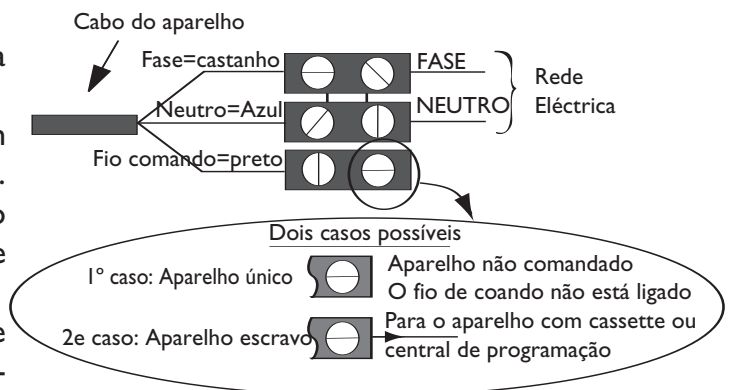 Cabo do aparelho
a
Fase=castanho
FASE
Rede
Eléctrica
Neutro=Azul
NEUTRO
n
Fio comando=preto
.
o
e
Dois casos possíveis
1º caso: Aparelho único
Aparelho não comandado
O fio de coando não está ligado
2e caso: Aparelho escravo
Para o aparelho com cassette ou
central de programação
e
-